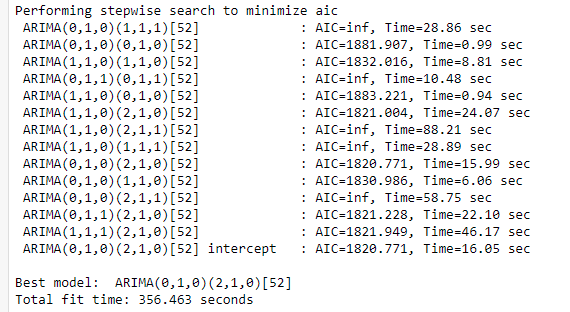 Performing stepwise search to minimize aic
 ARIMA(0,1,0)(1,1,1)[52]             : AIC=inf, Time=28.86 sec
 ARIMA(0,1,0)(0,1,0)[52]             : AIC=1881.907, Time=0.99 sec
 ARIMA(1,1,0)(1,1,0)[52]             : AIC=1832.016, Time=8.81 sec
 ARIMA(0,1,1)(0,1,1)[52]             : AIC=inf, Time=10.48 sec
 ARIMA(1,1,0)(0,1,0)[52]             : AIC=1883.221, Time=0.94 sec
 ARIMA(1,1,0)(2,1,0)[52]             : AIC=1821.004, Time=24.07 sec
 ARIMA(1,1,0)(2,1,1)[52]             : AIC=inf, Time=88.21 sec
 ARIMA(1,1,0)(1,1,1)[52]             : AIC=inf, Time=28.89 sec
 ARIMA(0,1,0)(2,1,0)[52]             : AIC=1820.771, Time=15.99 sec
 ARIMA(0,1,0)(1,1,0)[52]             : AIC=1830.986, Time=6.06 sec
 ARIMA(0,1,0)(2,1,1)[52]             : AIC=inf, Time=58.75 sec
 ARIMA(0,1,1)(2,1,0)[52]             : AIC=1821.228, Time=22.10 sec
 ARIMA(1,1,1)(2,1,0)[52]             : AIC=1821.949, Time=46.17 sec
 ARIMA(0,1,0)(2,1,0)[52] intercept   : AIC=1820.771, Time=16.05 sec

Best model:  ARIMA(0,1,0)(2,1,0)[52]
Total fit time: 356.463 seconds